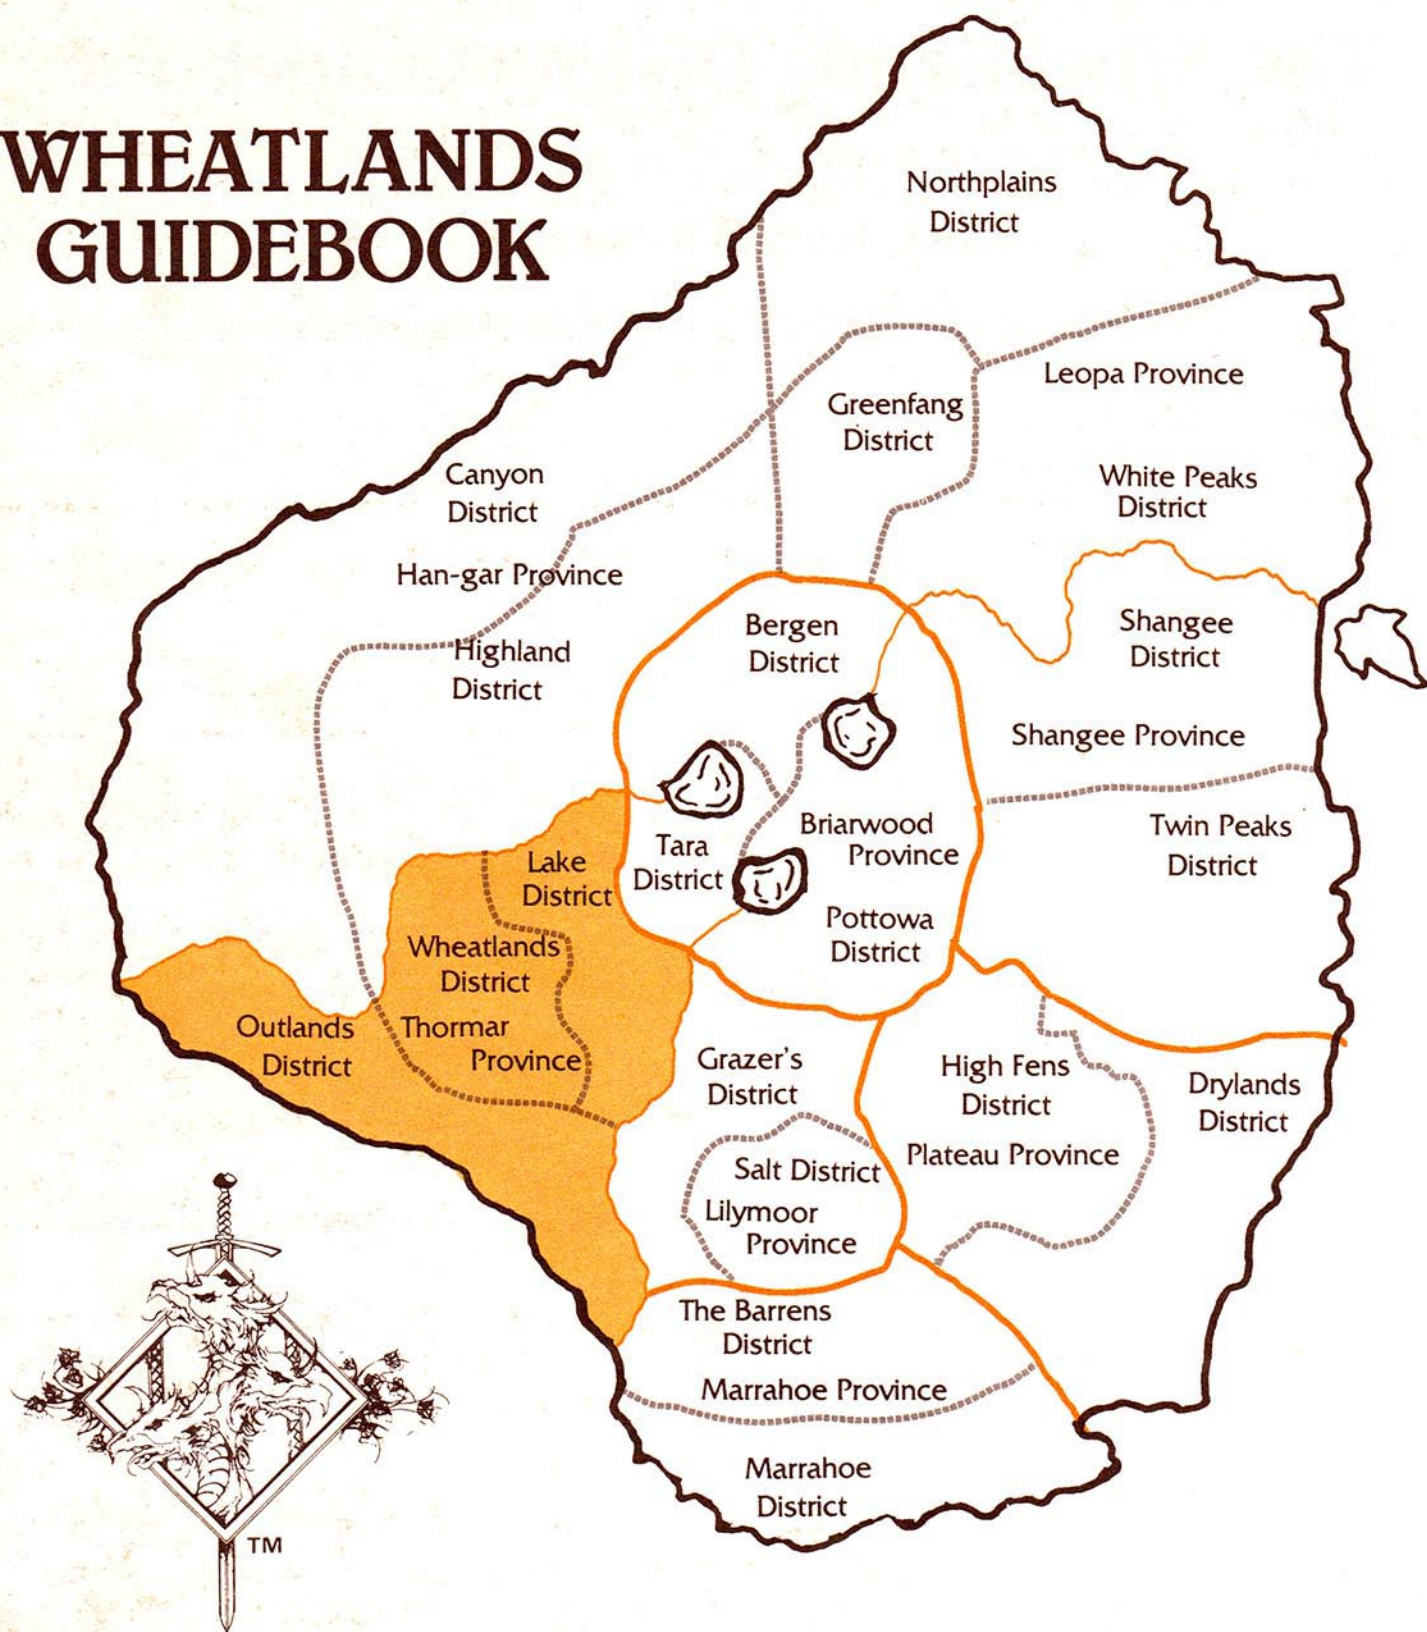 WHEATLANDS
GUIDEBOOK
Northplains
District
Leopa Province
Greenfang
District
Canyon
District
White Peaks
District
Han-gar Province
Bergen
District
Shangee
District
Highland
District
Shangee Province
Briarwood
Province
Twin Peaks
District
Tara
District
Lake
District
Pottowa
District
Wheatlands
District
Outlands
District
Thormar
Province
Grazer's
District
High Fens
District
Drylands
District
Plateau Province
Salt District
Lilymoor
Province
The Barrens
District
Marrahoe Province
Marrahoe
District
TM